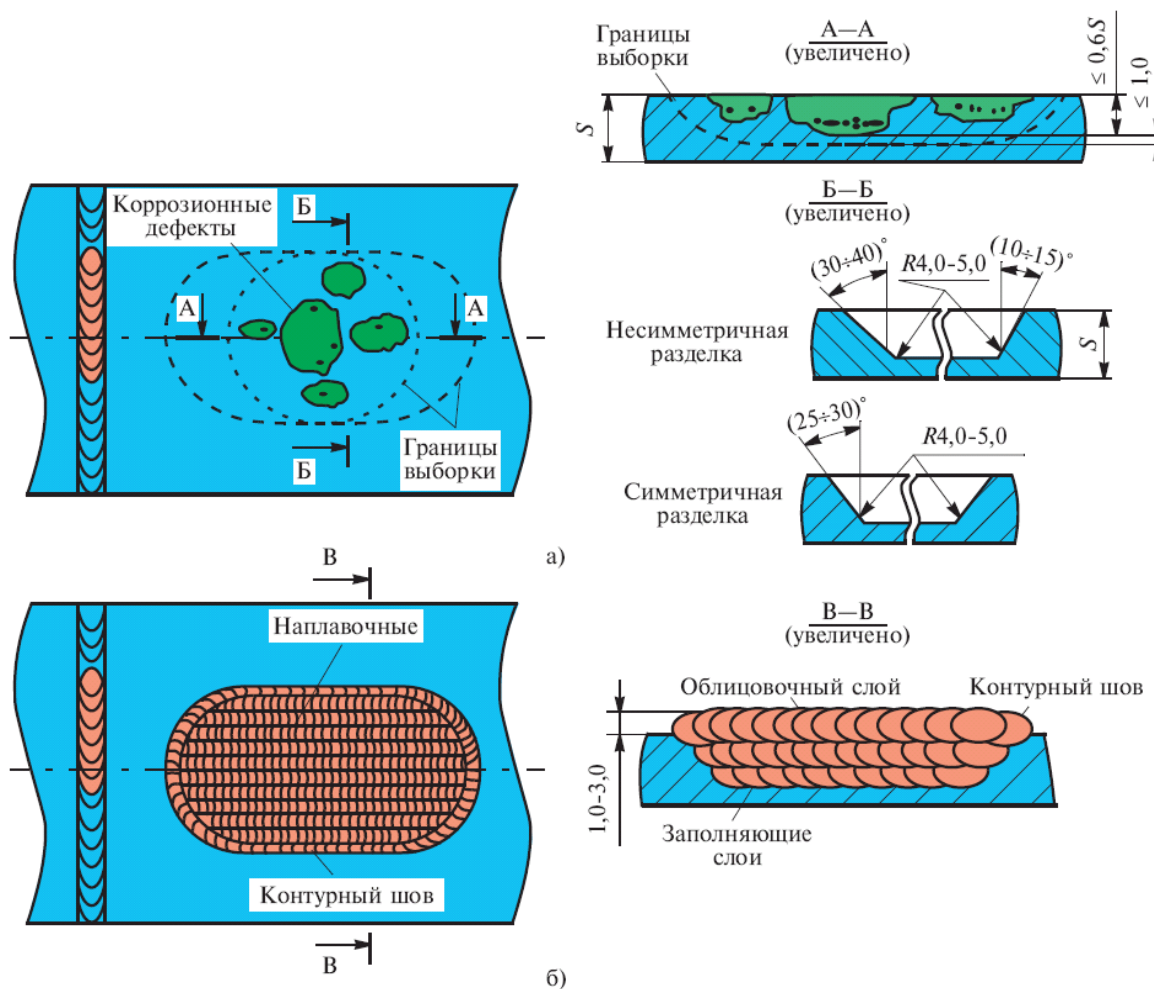 А—А
(увеличено)
Границы
выборки
≤ 0,6S
≤ 1,0
S
Коррозионные
дефекты
Б
А
А
Б
Границы
выборки
Б—Б
(увеличено)
(30÷40)°
R4,0-5,0
(10÷15)°
Несимметричная
разделка
S
(25÷30)°
R4,0-5,0
Симметричная
разделка
а)
В
Наплавочные
Контурный шов
В
В—В
(увеличено)
Облицовочный слой
Контурный шов
1,0-3,0
Заполняющие
слои
б)